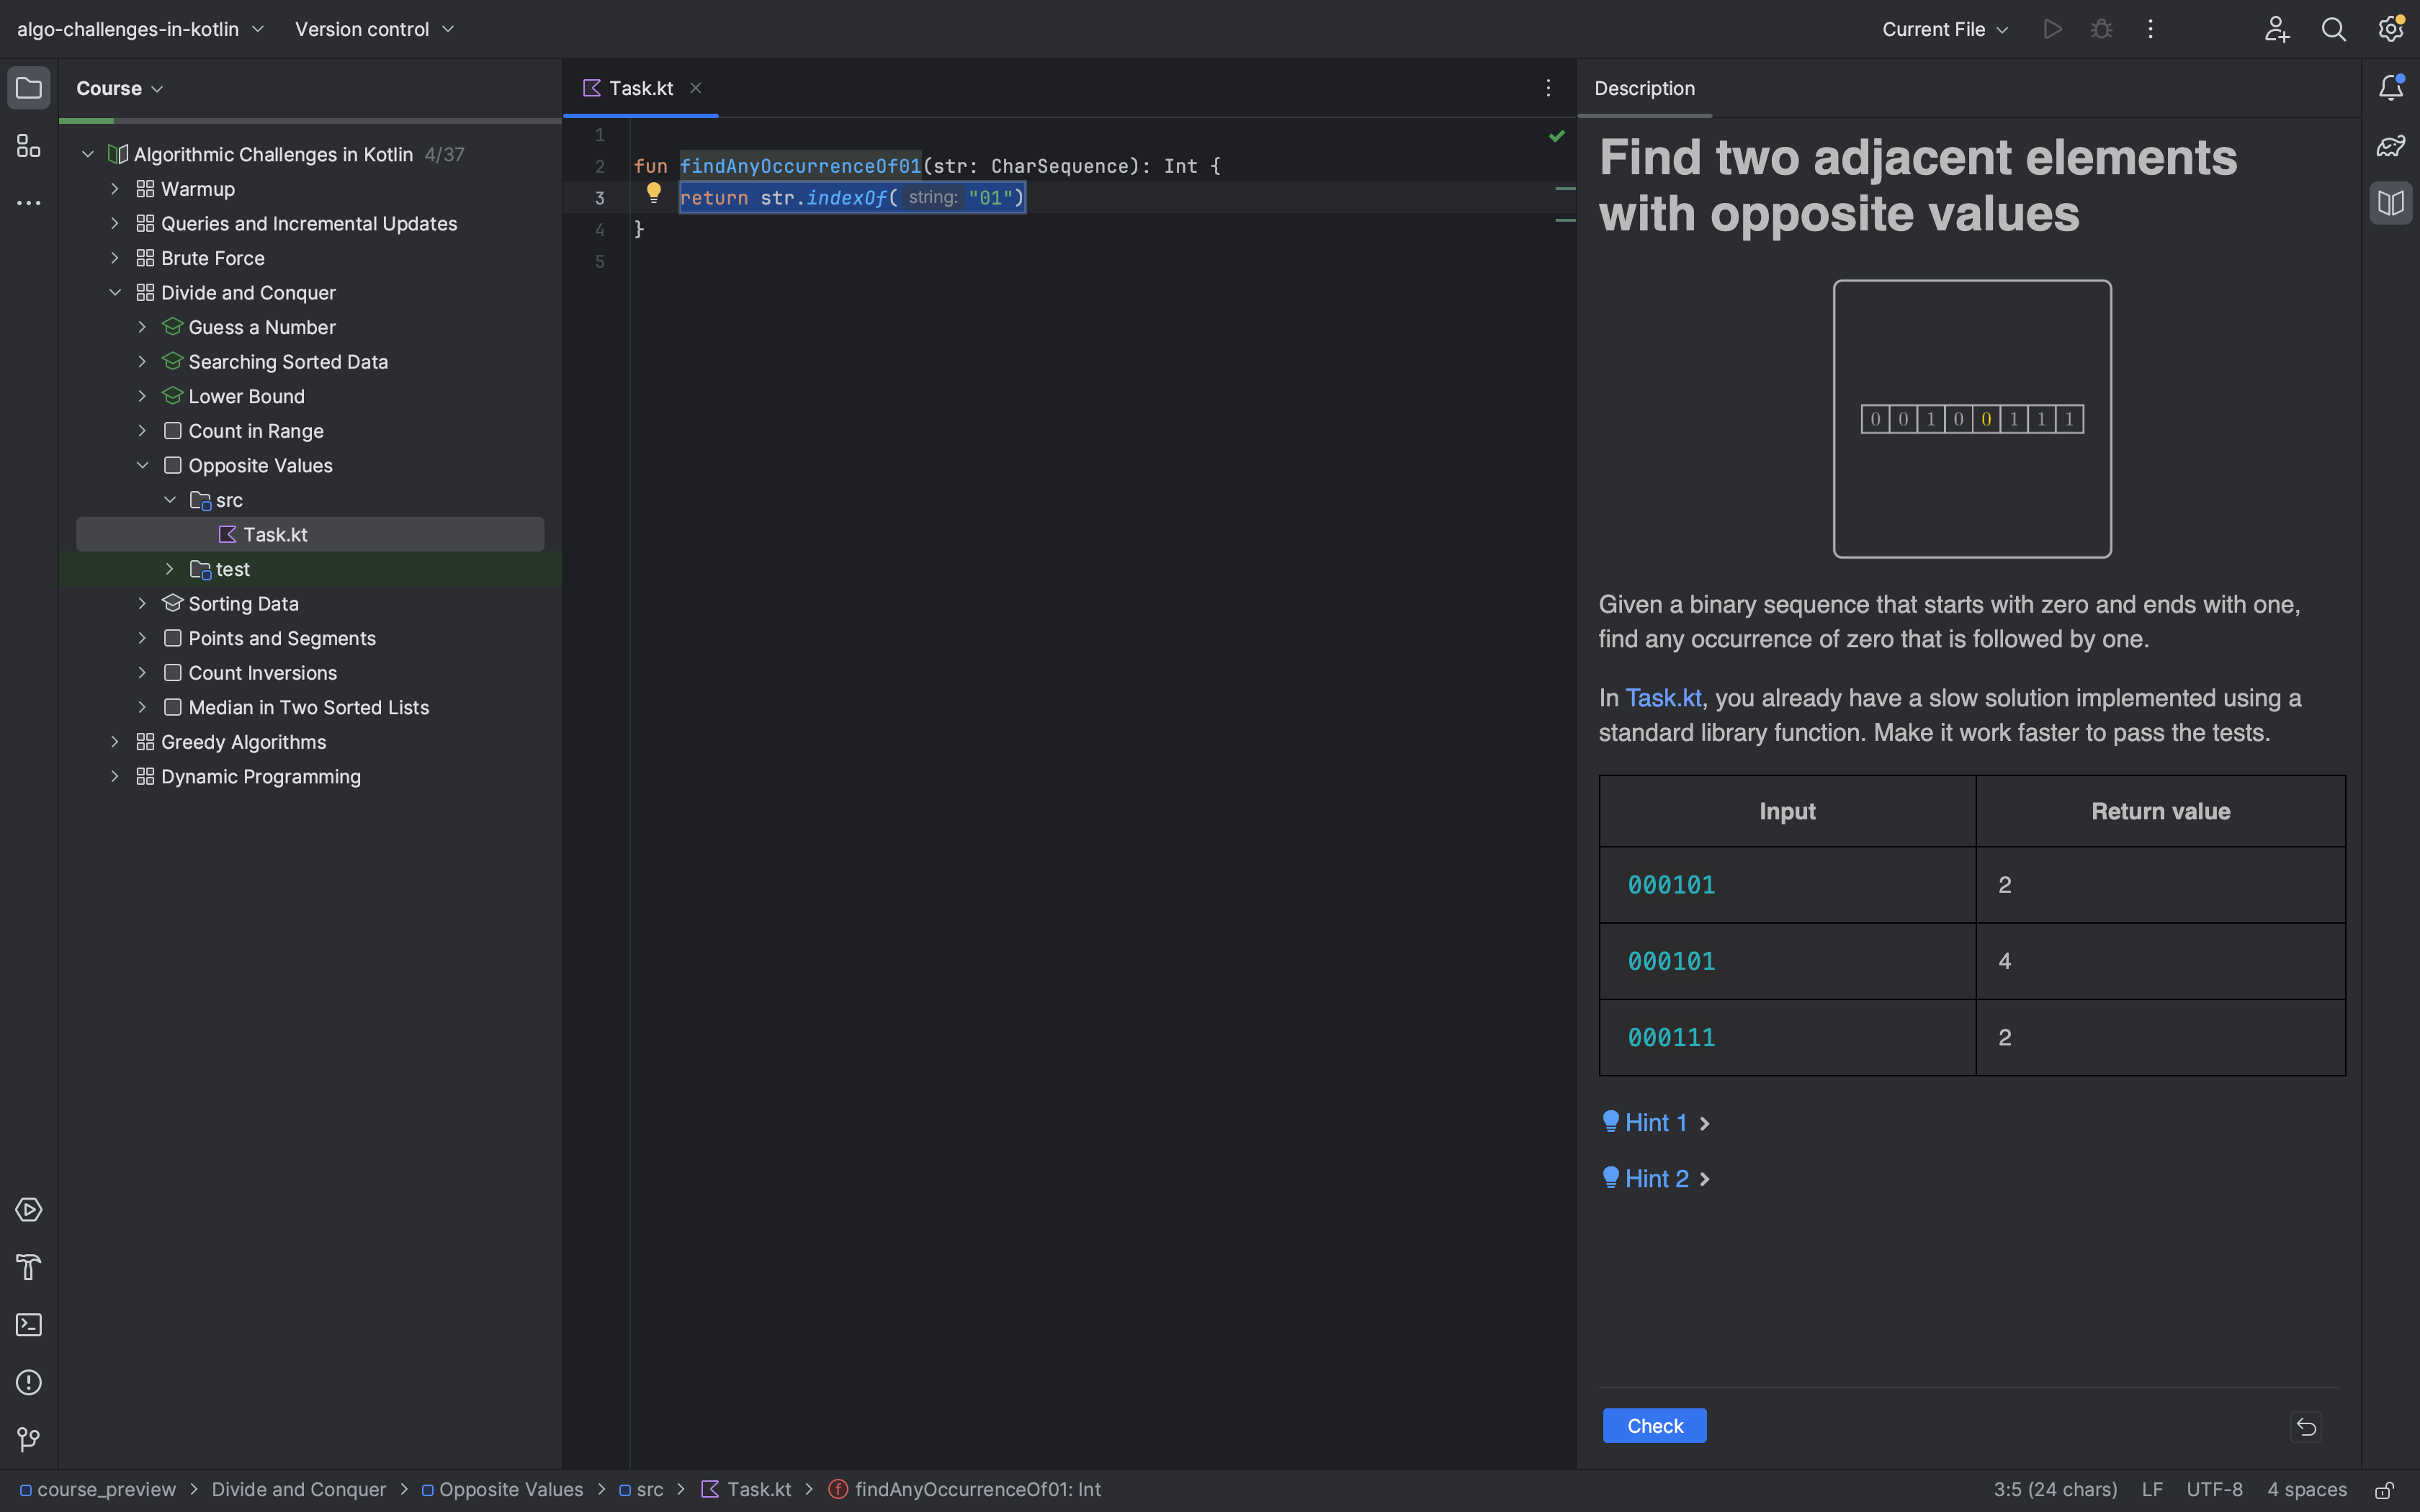 algo-challenges-in-kotlin Version control Current File
Course
Algorithmic Challenges in Kotlin 4/37
Warmup
Queries and Incremental Updates
Brute Force
Divide and Conquer
Guess a Number
Searching Sorted Data
Lower Bound
Count in Range
Opposite Values
src
Task.kt
test
Sorting Data
Points and Segments
Count Inversions
Median in Two Sorted Lists
Greedy Algorithms
Dynamic Programming
Task.kt
1
2 fun findAnyOccurrenceOf01(str: CharSequence): Int {
3 return str.indexOf( string: "01")
4 }
5
Description
Find two adjacent elements
with opposite values
0 0 1 0 0 1 1 1
Given a binary sequence that starts with zero and ends with one,
find any occurrence of zero that is followed by one.
In Task.kt, you already have a slow solution implemented using a
standard library function. Make it work faster to pass the tests.
Input Return value
000101 2
000101 4
000111 2
Hint 1
Hint 2
Check
course_preview Divide and Conquer Opposite Values src Task.kt findAnyOccurrenceOf01: Int 3:5 (24 chars) LF UTF-8 4 spaces